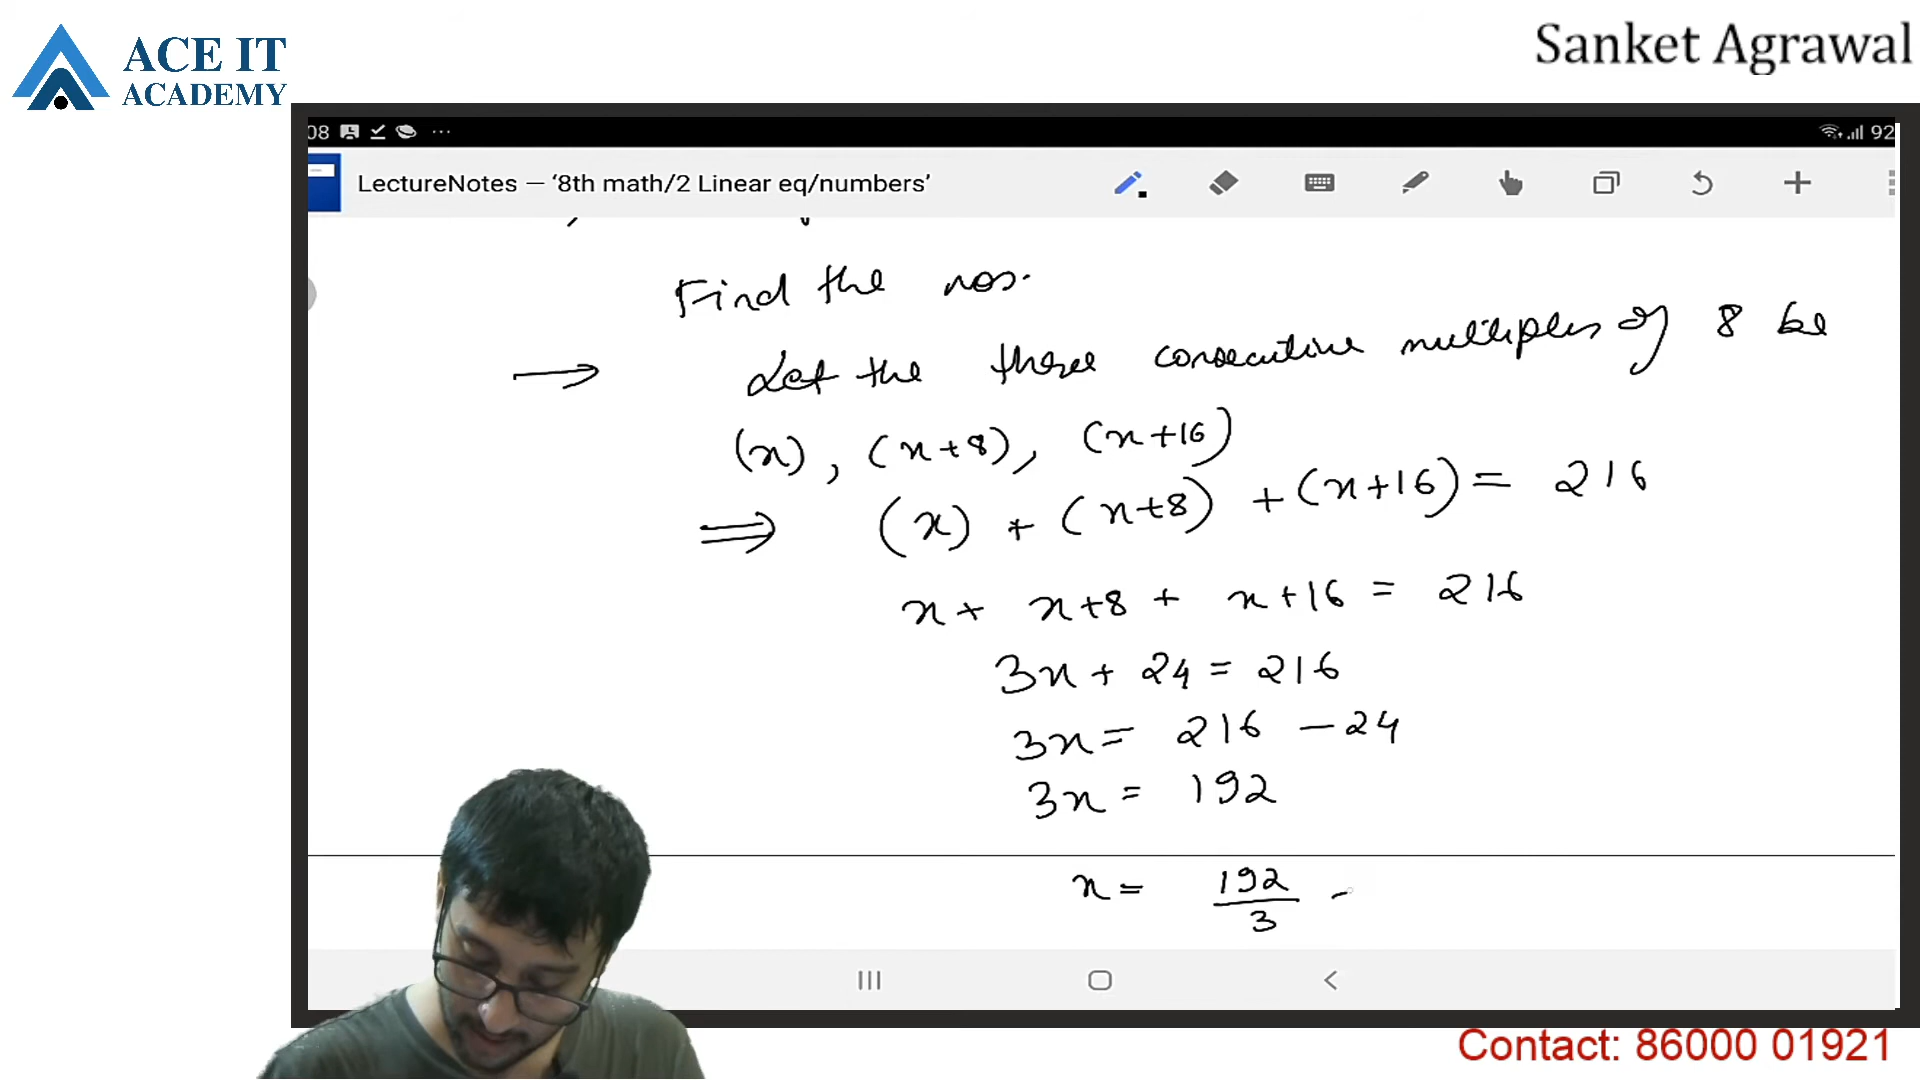 ACE IT
ACADEMY
Sanket Agrawal
08 ... 92
LectureNotes — ‘8th math/2 Linear eq/numbers’
Find the nos.
Let the three consecutive multiples of 8 be
(x), (x+8), (x+16)
⇒ (x) + (x+8) + (x+16) = 216
x + x+8 + x+16 = 216
3x + 24 = 216
3x = 216 - 24
3x = 192
x = 192/3 -
Contact: 86000 01921